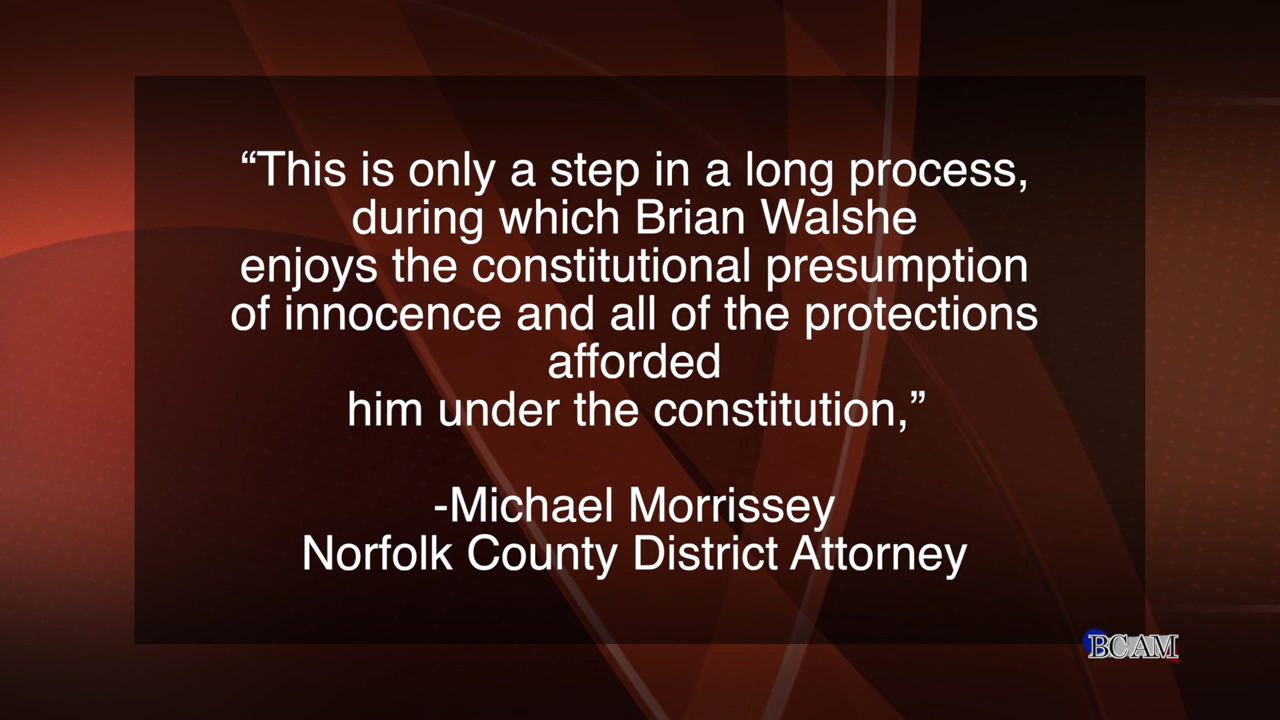 “This is only a step in a long process,
during which Brian Walshe
enjoys the constitutional presumption
of innocence and all of the protections
afforded
him under the constitution,”
-Michael Morrissey
Norfolk County District Attorney
BCAM